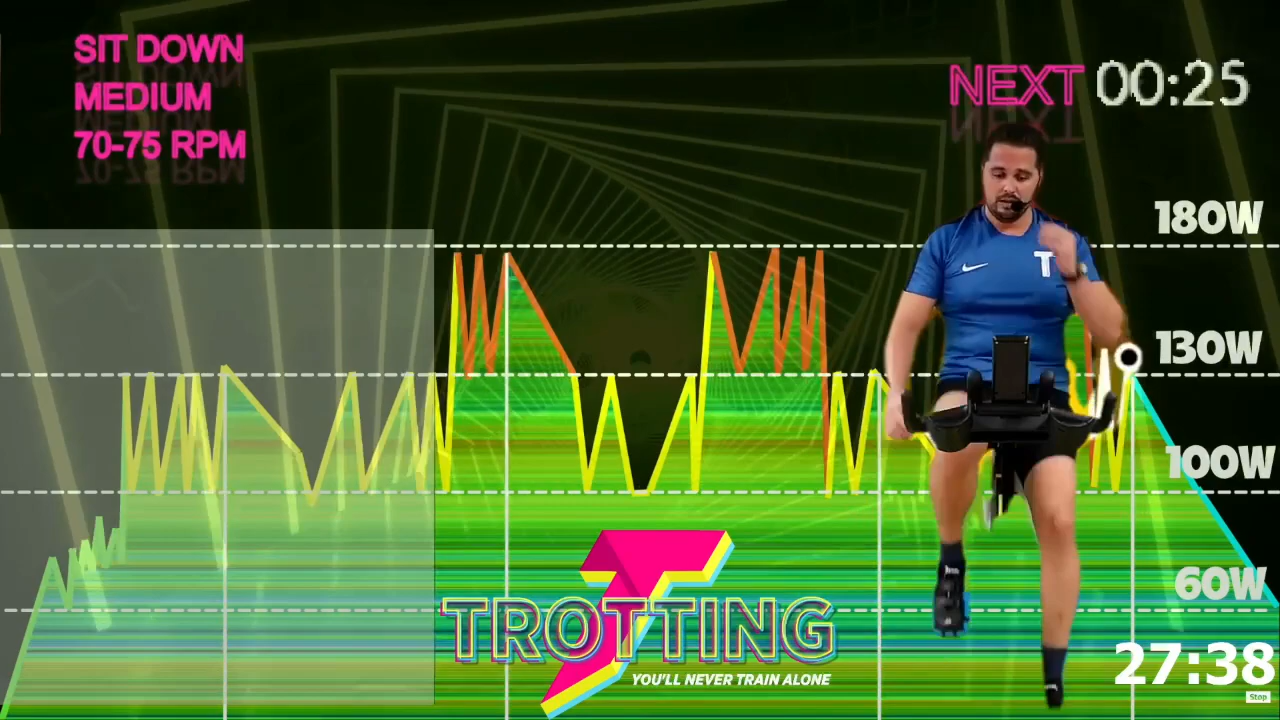 SIT DOWN
MEDIUM
70-75 RPM
NEXT 00:25
180W
130W
100W
60W
T
TROTTING
YOU'LL NEVER TRAIN ALONE
27:38
Stop